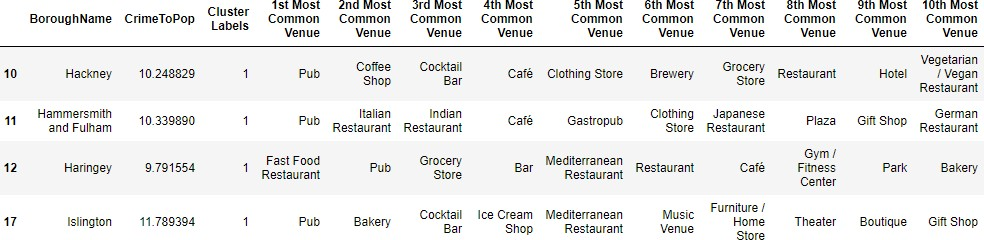 BoroughName CrimeToPop Cluster Labels 1st Most Common Venue 2nd Most Common Venue 3rd Most Common Venue 4th Most Common Venue 5th Most Common Venue 6th Most Common Venue 7th Most Common Venue 8th Most Common Venue 9th Most Common Venue 10th Most Common Venue
10 Hackney 10.248829 1 Pub Coffee Shop Cocktail Bar Café Clothing Store Brewery Grocery Store Restaurant Hotel Vegetarian / Vegan Restaurant
11 Hammersmith and Fulham 10.339890 1 Pub Italian Restaurant Indian Restaurant Café Gastropub Clothing Store Japanese Restaurant Plaza Gift Shop German Restaurant
12 Haringey 9.791554 1 Fast Food Restaurant Pub Grocery Store Bar Mediterranean Restaurant Restaurant Café Gym / Fitness Center Park Bakery
17 Islington 11.789394 1 Pub Bakery Cocktail Bar Ice Cream Shop Mediterranean Restaurant Music Venue Furniture / Home Store Theater Boutique Gift Shop